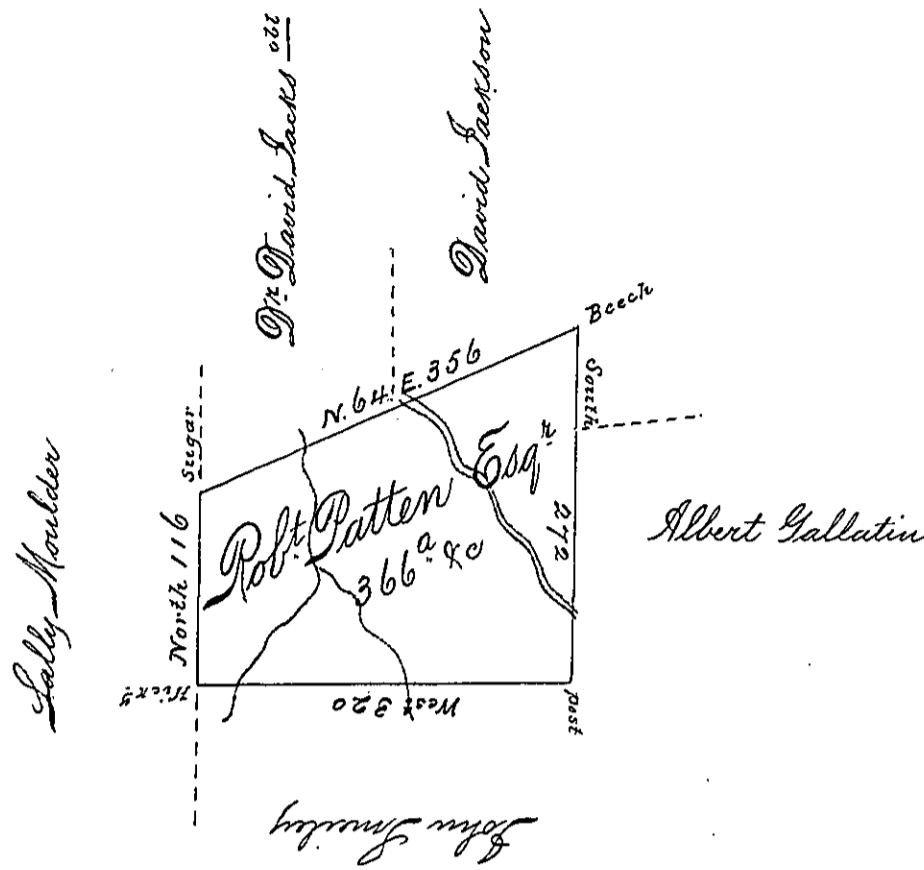 Sally Moulder
Dr. David Jacks 220
David Jackson
Sugar
North 116
Hicry
N. 64 E. 356
Beech
South
272
Robt. Patten Esqr
366a. &c
West 320
Post
Albert Gallatin
John Smiley